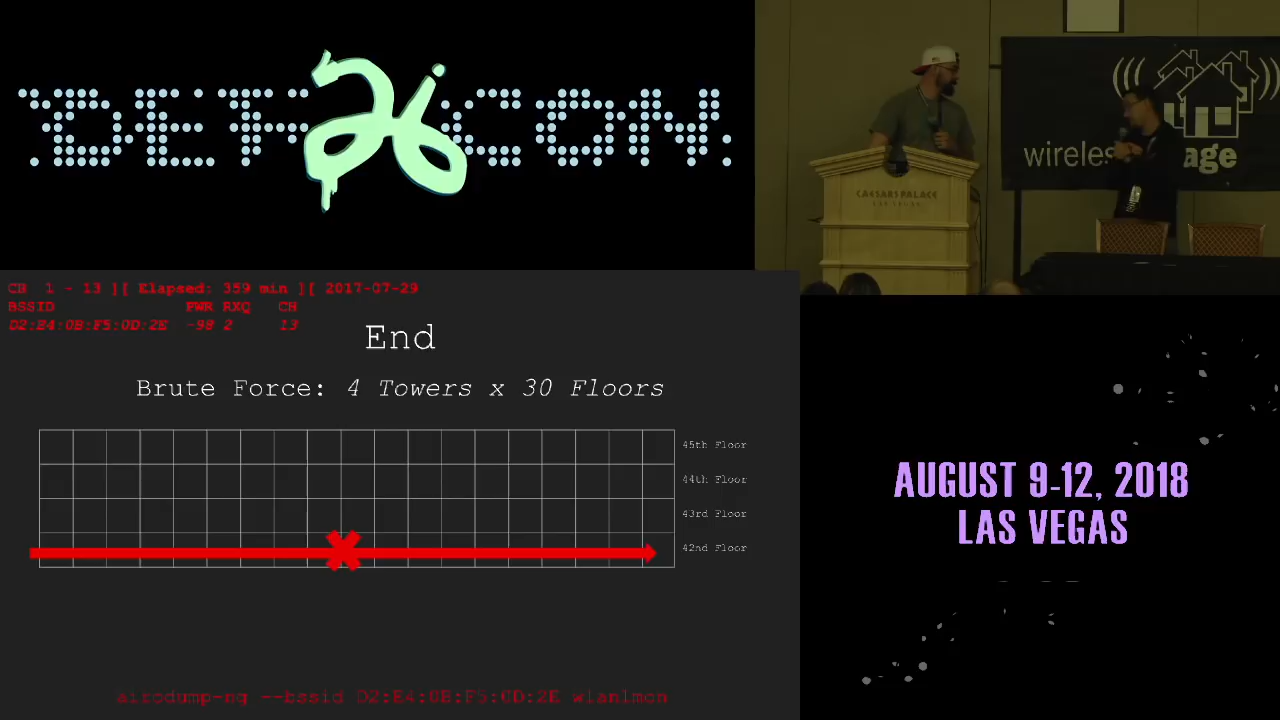 DEF CON
26
CAESARS PALACE
LAS VEGAS
wireless
age
CH 1 - 13 ][ Elapsed: 359 min ][ 2017-07-29
BSSID PWR RXQ CH
D2:E4:0B:F5:0D:2E -98 2 13
End
Brute Force: 4 Towers x 30 Floors
45th Floor
44th Floor
43rd Floor
42nd Floor
airodump-ng --bssid D2:E4:0B:F5:0D:2E wlan1mon
AUGUST 9-12, 2018
LAS VEGAS